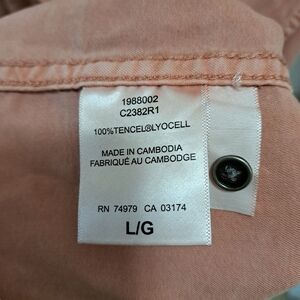 1988002
C2382R1
100%TENCEL®LYOCELL
MADE IN CAMBODIA
FABRIQUÉ AU CAMBODGE
RN 74979 CA 03174
L/G